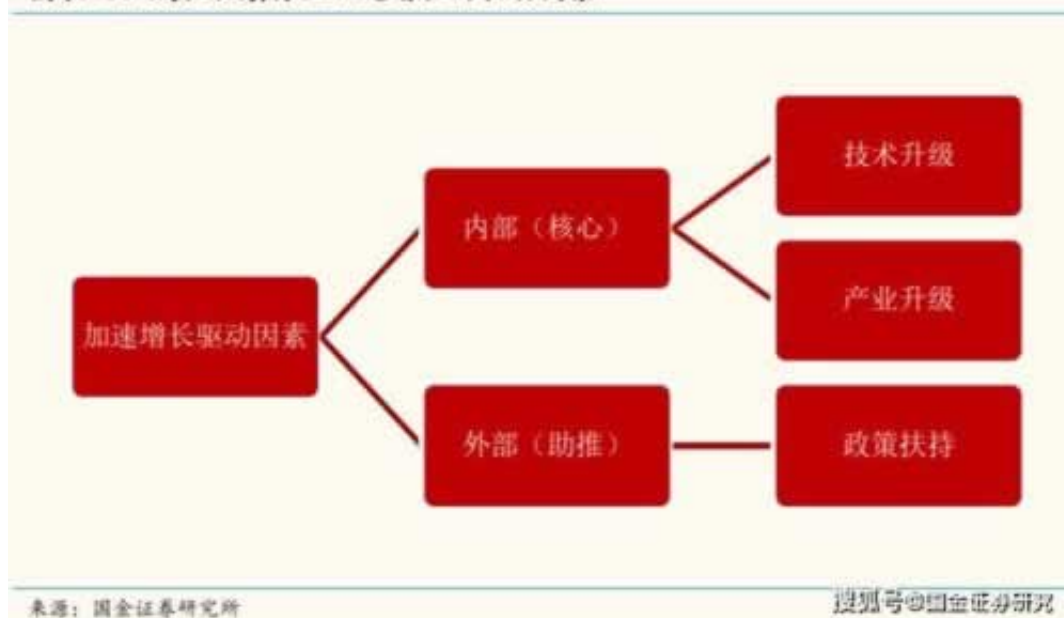 技术升级
内部（核心）
产业升级
加速增长驱动因素
外部（助推）
政策扶持
来源：国金证券研究所
搜狐号@国金证券研究